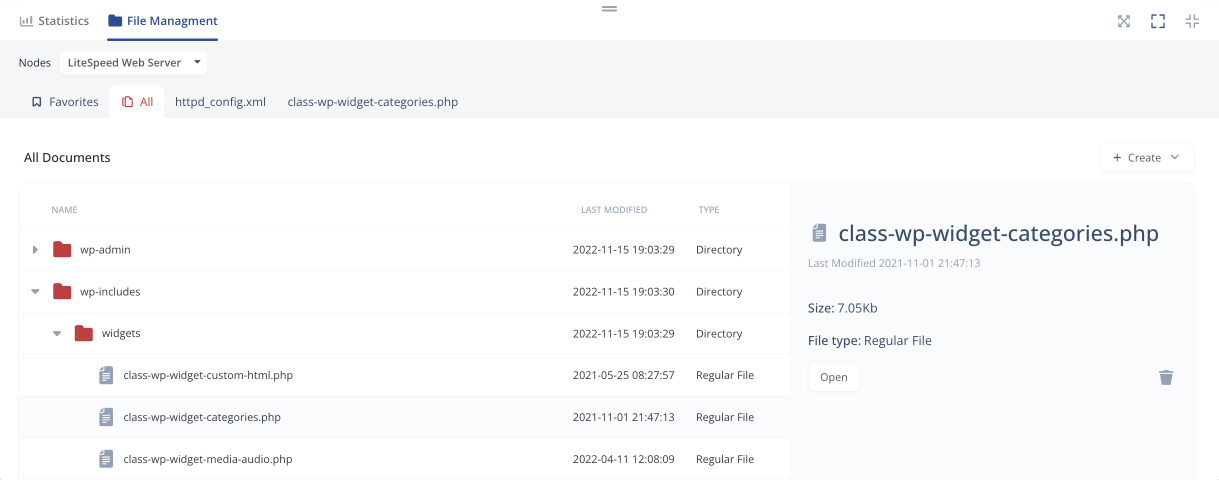 Statistics File Managment
Nodes LiteSpeed Web Server
Favorites All httpd_config.xml class-wp-widget-categories.php
All Documents + Create
NAME LAST MODIFIED TYPE
wp-admin 2022-11-15 19:03:29 Directory
wp-includes 2022-11-15 19:03:30 Directory
widgets 2022-11-15 19:03:29 Directory
class-wp-widget-custom-html.php 2021-05-25 08:27:57 Regular File
class-wp-widget-categories.php 2021-11-01 21:47:13 Regular File
class-wp-widget-media-audio.php 2022-04-11 12:08:09 Regular File
class-wp-widget-categories.php
Last Modified 2021-11-01 21:47:13
Size: 7.05Kb
File type: Regular File
Open